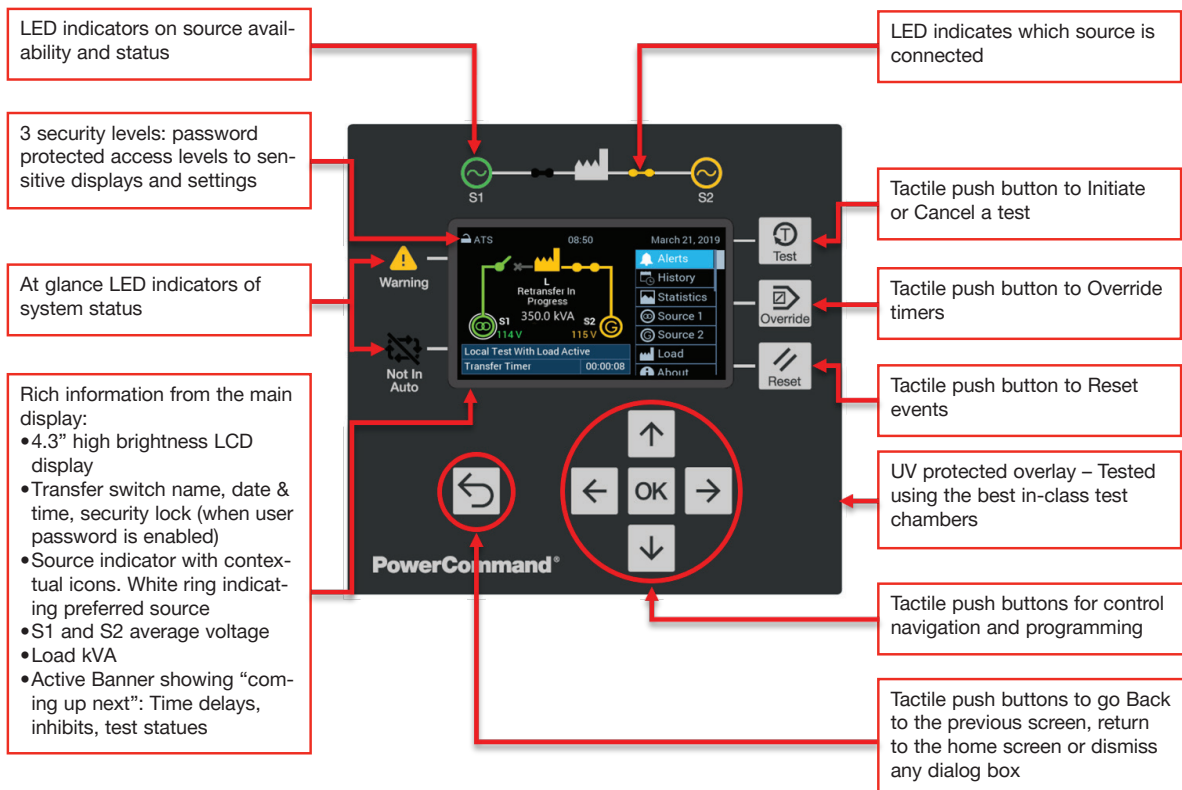 LED indicators on source avail-
ability and status
3 security levels: password
protected access levels to sen-
sitive displays and settings
At glance LED indicators of
system status
Rich information from the main
display:
•4.3” high brightness LCD
display
•Transfer switch name, date &
time, security lock (when user
password is enabled)
•Source indicator with contex-
tual icons. White ring indicat-
ing preferred source
•S1 and S2 average voltage
•Load kVA
•Active Banner showing “com-
ing up next”: Time delays,
inhibits, test statues
S1
S2
ATS
08:50
March 21, 2019
L
Retransfer In
Progress
350.0 kVA
S1
114 V
S2
115 V
G
Local Test With Load Active
Transfer Timer
00:00:08
Alerts
History
Statistics
Source 1
G Source 2
Load
About
Warning
Not In
Auto
T
Test
Override
Reset
OK
PowerCommand®
LED indicates which source is
connected
Tactile push button to Initiate
or Cancel a test
Tactile push button to Override
timers
Tactile push button to Reset
events
UV protected overlay – Tested
using the best in-class test
chambers
Tactile push buttons for control
navigation and programming
Tactile push buttons to go Back
to the previous screen, return
to the home screen or dismiss
any dialog box